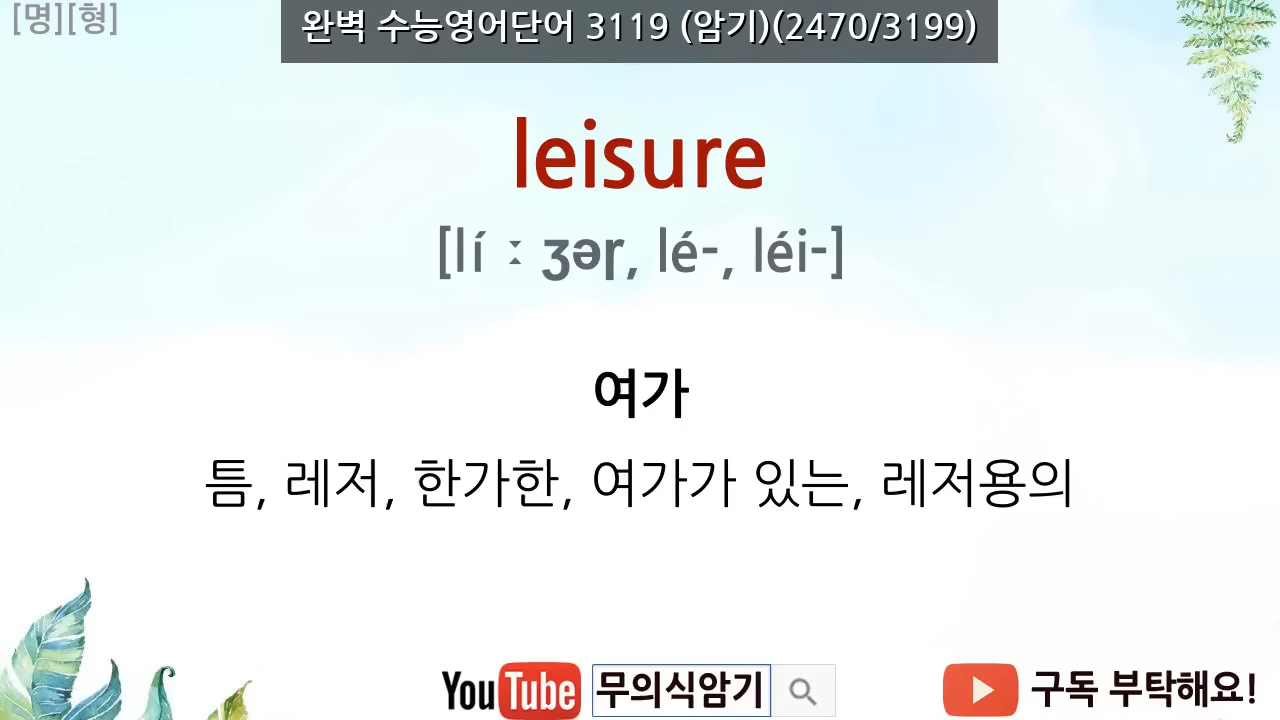 [명][형]
완벽 수능영어단어 3119 (암기)(2470/3199)
leisure
[lí ː ʒəɼ, lé-, léi-]
여가
틈, 레저, 한가한, 여가가 있는, 레저용의
YouTube 무의식암기
구독 부탁해요!